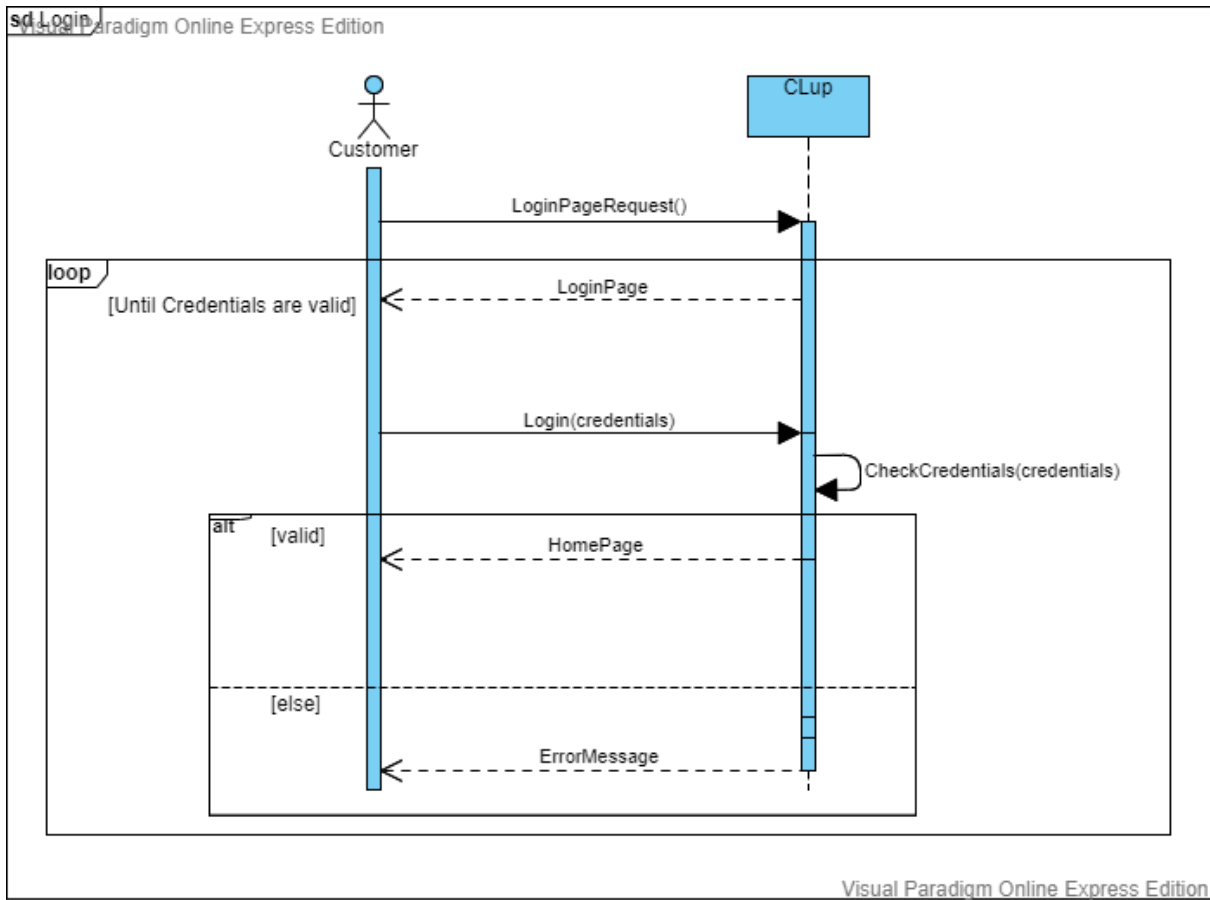 sd Login
Visual Paradigm Online Express Edition
Customer
CLup
LoginPageRequest()
loop
LoginPage
[Until Credentials are valid]
Login(credentials)
CheckCredentials(credentials)
alt
[valid]
HomePage
[else]
ErrorMessage
Visual Paradigm Online Express Edition